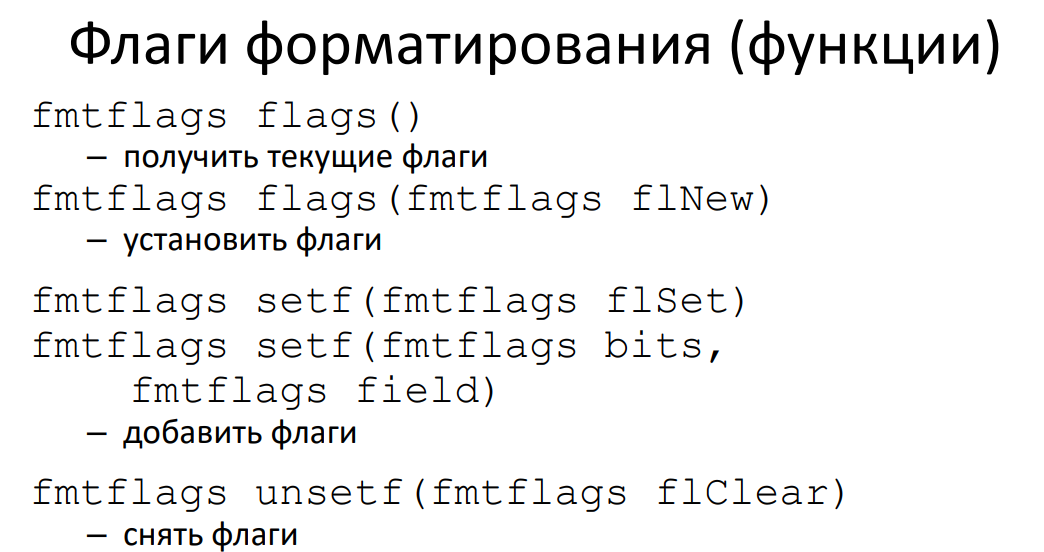 Флаги форматирования (функции)
fmtflags flags()
– получить текущие флаги
fmtflags flags(fmtflags flNew)
– установить флаги
fmtflags setf(fmtflags flSet)
fmtflags setf(fmtflags bits,
fmtflags field)
– добавить флаги
fmtflags unsetf(fmtflags flClear)
– снять флаги